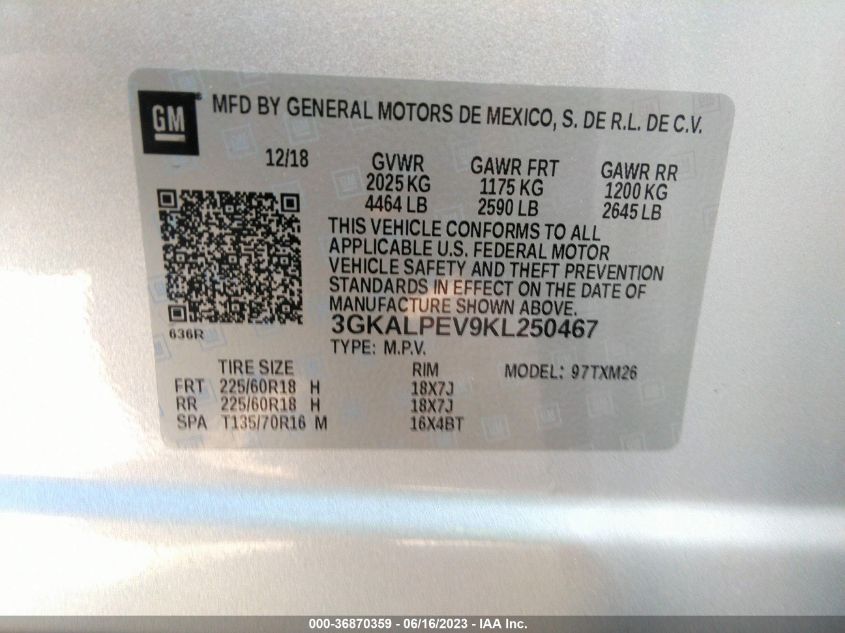 GM
MFD BY GENERAL MOTORS DE MEXICO, S. DE R.L. DE C.V.
12/18 GVWR GAWR FRT GAWR RR
2025 KG 1175 KG 1200 KG
4464 LB 2590 LB 2645 LB
THIS VEHICLE CONFORMS TO ALL
APPLICABLE U.S. FEDERAL MOTOR
VEHICLE SAFETY AND THEFT PREVENTION
STANDARDS IN EFFECT ON THE DATE OF
MANUFACTURE SHOWN ABOVE.
636R
3GKALPEV9KL250467
TYPE: M.P.V.
TIRE SIZE RIM MODEL: 97TXM26
FRT 225/60R18 H 18X7J
RR 225/60R18 H 18X7J
SPA T135/70R16 M 16X4BT
000-36870359 - 06/16/2023 - IAA Inc.